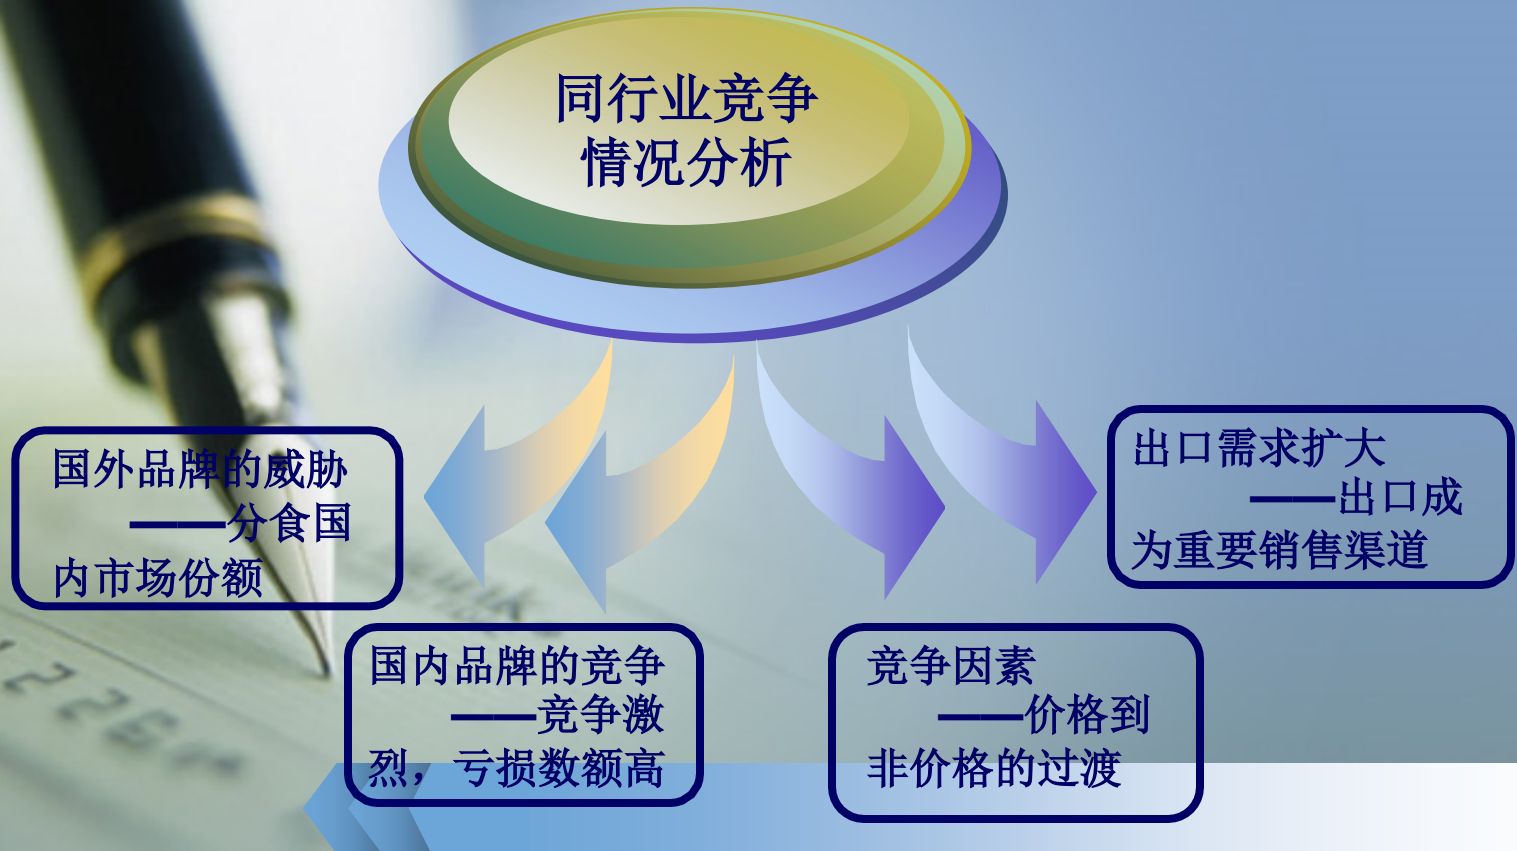 同行业竞争
情况分析
国外品牌的威胁
——分食国
内市场份额
国内品牌的竞争
——竞争激
烈，亏损数额高
竞争因素
——价格到
非价格的过渡
出口需求扩大
——出口成
为重要销售渠道